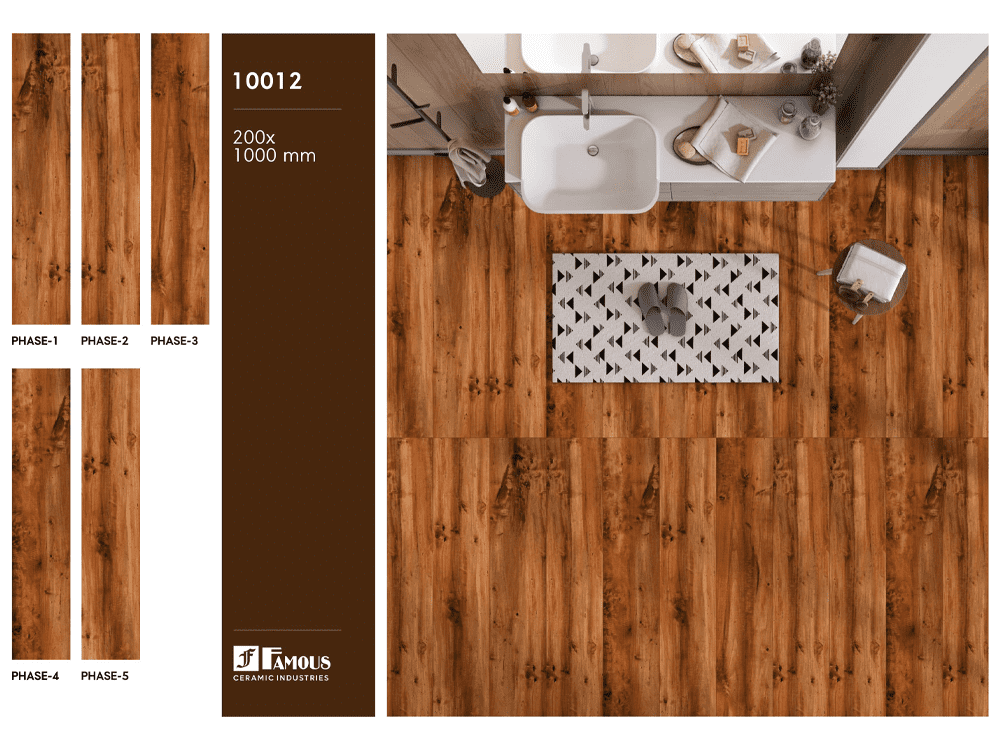 PHASE-1 PHASE-2 PHASE-3
PHASE-4 PHASE-5
10012
200x
1000 mm
F FAMOUS
CERAMIC INDUSTRIES